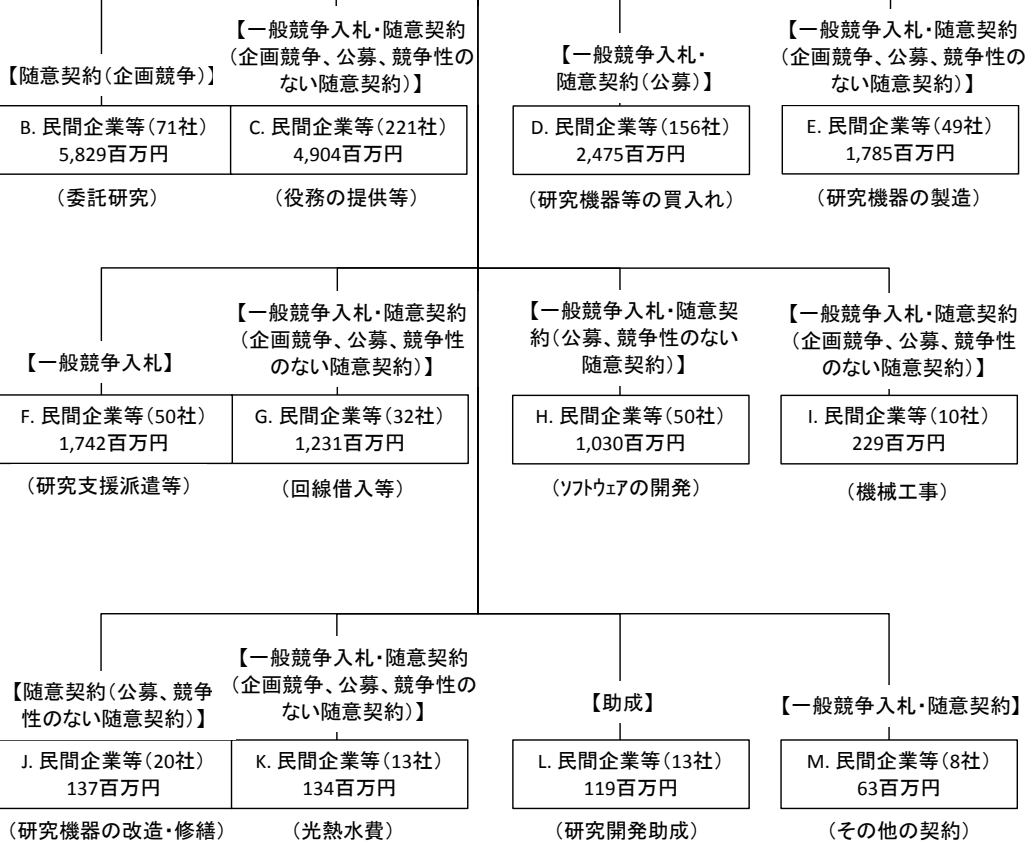 【随意契約(企画競争)】
B. 民間企業等(71社)
5,829百万円
(委託研究)
【一般競争入札・随意契約
(企画競争、公募、競争性の
ない随意契約)】
C. 民間企業等(221社)
4,904百万円
(役務の提供等)
【一般競争入札・
随意契約(公募)】
D. 民間企業等(156社)
2,475百万円
(研究機器等の買入れ)
【一般競争入札・随意契約
(企画競争、公募、競争性の
ない随意契約)】
E. 民間企業等(49社)
1,785百万円
(研究機器の製造)
【一般競争入札】
F. 民間企業等(50社)
1,742百万円
(研究支援派遣等)
【一般競争入札・随意契約
(企画競争、公募、競争性
のない随意契約)】
G. 民間企業等(32社)
1,231百万円
(回線借入等)
【一般競争入札・随意契
約(公募、競争性のない
随意契約)】
H. 民間企業等(50社)
1,030百万円
(ソフトウェアの開発)
【一般競争入札・随意契約
(企画競争、公募、競争性
のない随意契約)】
I. 民間企業等(10社)
229百万円
(機械工事)
【随意契約(公募、競争
性のない随意契約)】
J. 民間企業等(20社)
137百万円
(研究機器の改造・修繕)
【一般競争入札・随意契約
(企画競争、公募、競争性の
ない随意契約)】
K. 民間企業等(13社)
134百万円
(光熱水費)
【助成】
L. 民間企業等(13社)
119百万円
(研究開発助成)
【一般競争入札・随意契約】
M. 民間企業等(8社)
63百万円
(その他の契約)